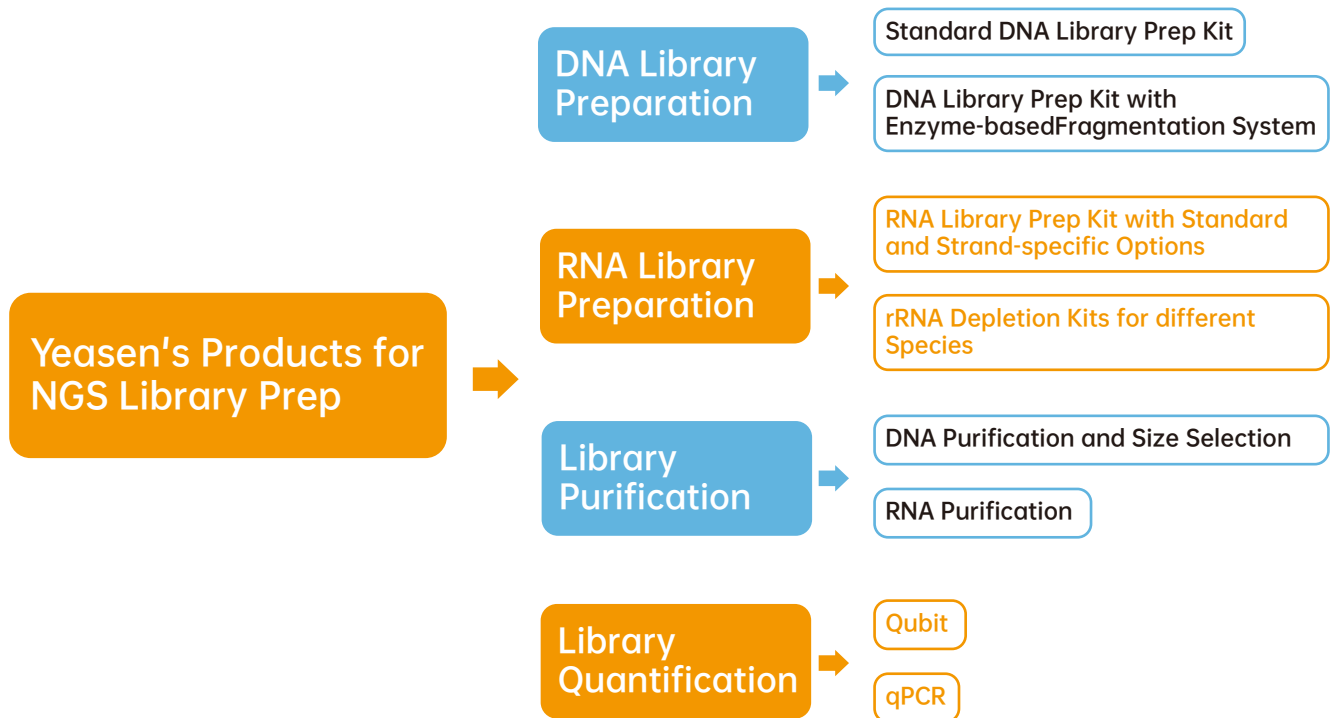 Yeasen's Products for
NGS Library Prep
DNA Library
Preparation
Standard DNA Library Prep Kit
DNA Library Prep Kit with
Enzyme-basedFragmentation System
RNA Library
Preparation
RNA Library Prep Kit with Standard
and Strand-specific Options
rRNA Depletion Kits for different
Species
Library
Purification
DNA Purification and Size Selection
RNA Purification
Library
Quantification
Qubit
qPCR